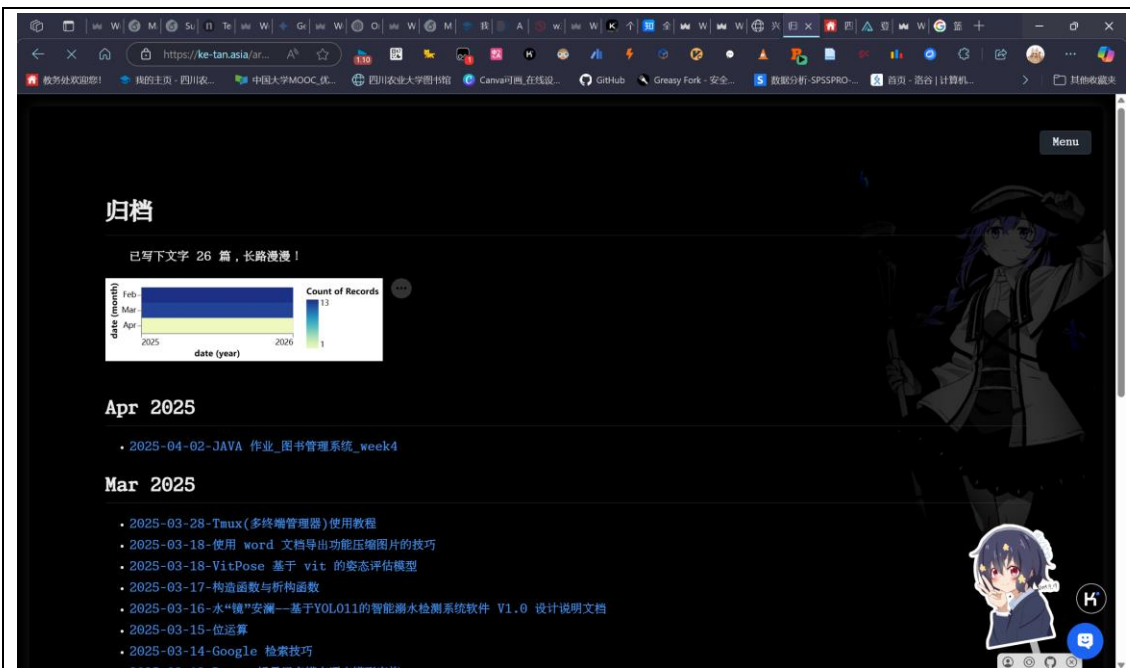 https://ke-tan.asia/ar...
1.10
教务处欢迎您!
我的主页 - 四川农...
中国大学MOOC_优...
四川农业大学图书馆
Canva可画_在线设...
GitHub
Greasy Fork - 安全...
数据分析-SPSSPRO-...
首页 - 洛谷 | 计算机...
其他收藏夹
Menu
归档
已写下文字 26 篇，长路漫漫！
date (month)
Feb
Mar
Apr
2025
2026
date (year)
Count of Records
13
1
Apr 2025
2025-04-02-JAVA 作业_图书管理系统_week4
Mar 2025
2025-03-28-Tmux(多终端管理器)使用教程
2025-03-18-使用 word 文档导出功能压缩图片的技巧
2025-03-18-VitPose 基于 vit 的姿态评估模型
2025-03-17-构造函数与析构函数
2025-03-16-水“镜”安澜——基于YOLO11的智能溺水检测系统软件 V1.0 设计说明文档
2025-03-15-位运算
2025-03-14-Google 检索技巧